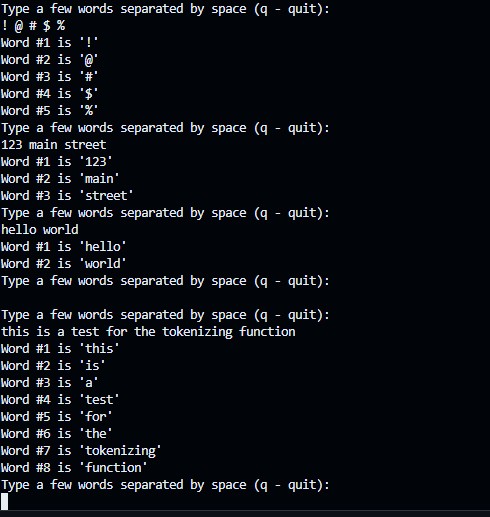 Type a few words separated by space (q - quit):
! @ # $ %
Word #1 is '!'
Word #2 is '@'
Word #3 is '#'
Word #4 is '$'
Word #5 is '%'
Type a few words separated by space (q - quit):
123 main street
Word #1 is '123'
Word #2 is 'main'
Word #3 is 'street'
Type a few words separated by space (q - quit):
hello world
Word #1 is 'hello'
Word #2 is 'world'
Type a few words separated by space (q - quit):

Type a few words separated by space (q - quit):
this is a test for the tokenizing function
Word #1 is 'this'
Word #2 is 'is'
Word #3 is 'a'
Word #4 is 'test'
Word #5 is 'for'
Word #6 is 'the'
Word #7 is 'tokenizing'
Word #8 is 'function'
Type a few words separated by space (q - quit):